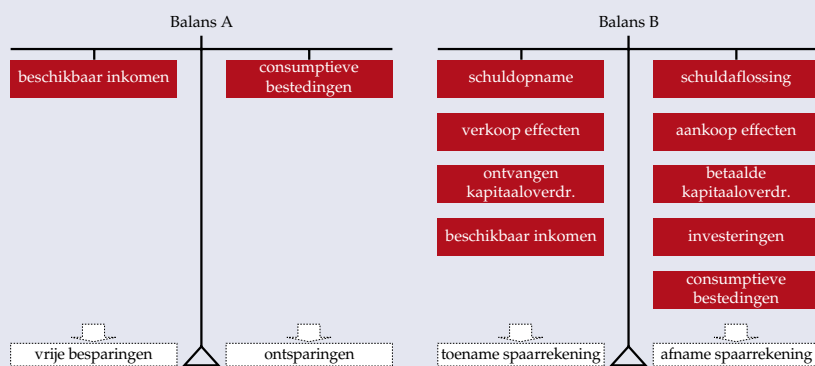 Balans A
beschikbaar inkomen
consumptieve
bestedingen
vrije besparingen
ontsparingen
Balans B
schuldopname
schuldaflossing
verkoop effecten
aankoop effecten
ontvangen
kapitaaloverdr.
betaalde
kapitaaloverdr.
beschikbaar inkomen
investeringen
consumptieve
bestedingen
toename spaarrekening
afname spaarrekening